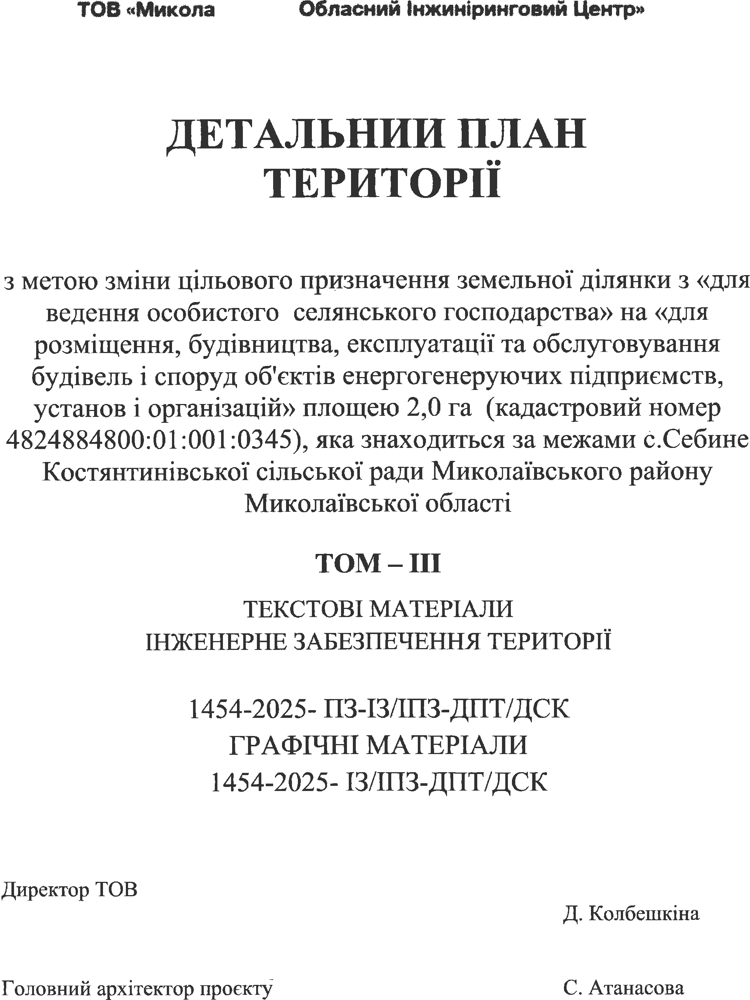 ТОВ «Микола Обласний Інжиніринговий Центр»
ДЕТАЛЬНИИ ПЛАН
ТЕРИТОРІЇ
з метою зміни цільового призначення земельної ділянки з «для
ведення особистого селянського господарства» на «для
розміщення, будівництва, експлуатації та обслуговування
будівель і споруд об'єктів енергогенеруючих підприємств,
установ і організацій» площею 2,0 га (кадастровий номер
4824884800:01:001:0345), яка знаходиться за межами с.Себине
Костянтинівської сільської ради Миколаївського району
Миколаївської області
ТОМ – ІІІ
ТЕКСТОВІ МАТЕРІАЛИ
ІНЖЕНЕРНЕ ЗАБЕЗПЕЧЕННЯ ТЕРИТОРІЇ
1454-2025- ПЗ-ІЗ/ІПЗ-ДПТ/ДСК
ГРАФІЧНІ МАТЕРІАЛИ
1454-2025- ІЗ/ІПЗ-ДПТ/ДСК
Директор ТОВ
Д. Колбешкіна
Головний архітектор проєкту С. Атанасова